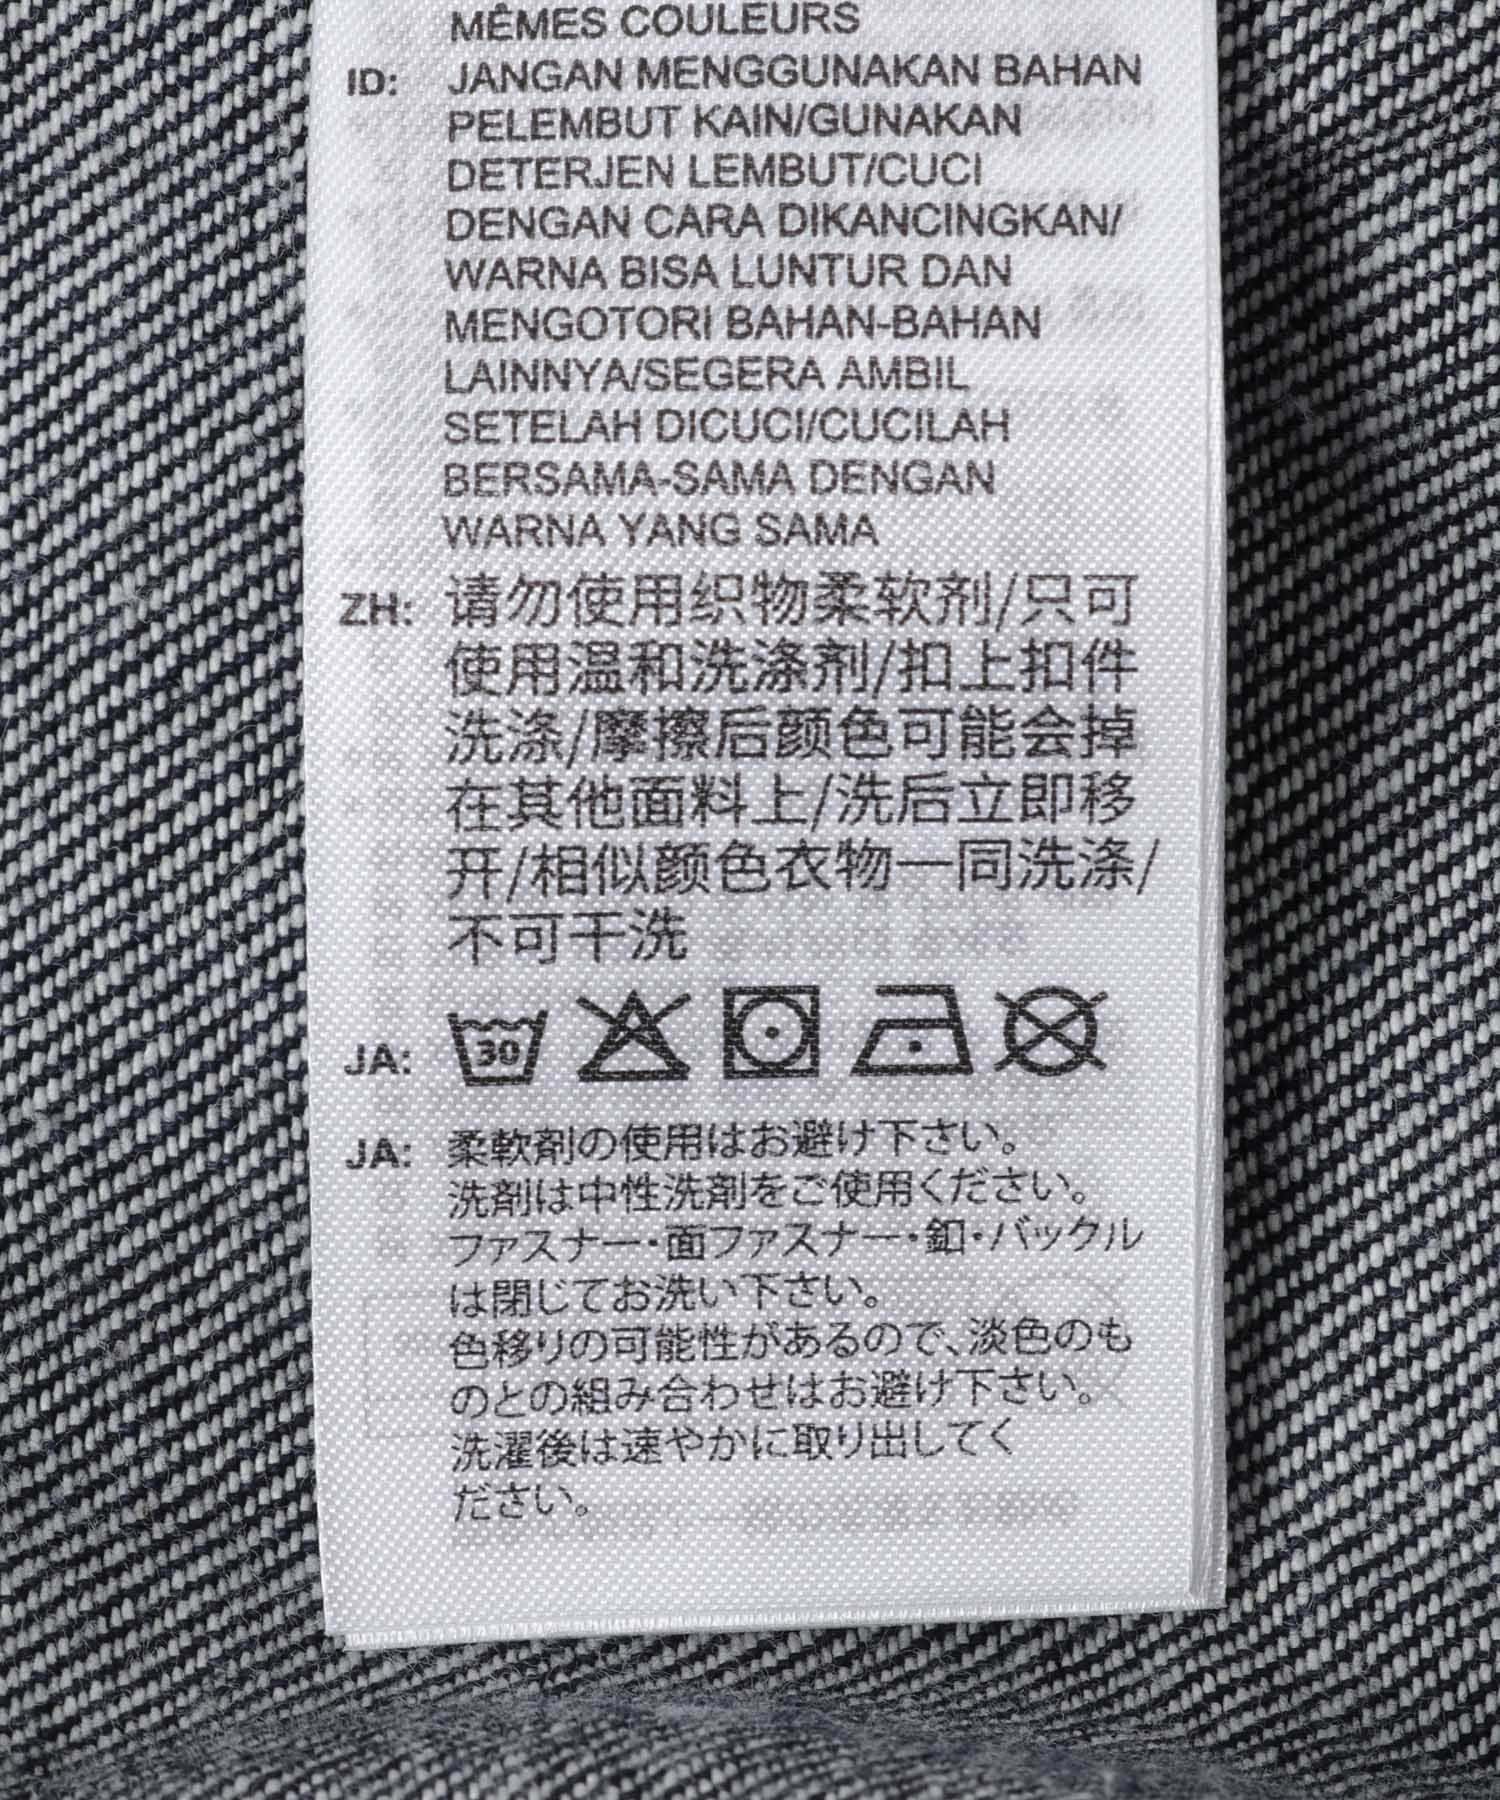 MÊMES COULEURS
ID: JANGAN MENGGUNAKAN BAHAN
PELEMBUT KAIN/GUNAKAN
DETERJEN LEMBUT/CUCI
DENGAN CARA DIKANCINGKAN/
WARNA BISA LUNTUR DAN
MENGOTORI BAHAN-BAHAN
LAINNYA/SEGERA AMBIL
SETELAH DICUCI/CUCILAH
BERSAMA-SAMA DENGAN
WARNA YANG SAMA
ZH: 请勿使用织物柔软剂/只可
使用温和洗涤剂/扣上扣件
洗涤/摩擦后颜色可能会掉
在其他面料上/洗后立即移
开/相似颜色衣物一同洗涤/
不可干洗
JA: 30
JA: 柔軟剤の使用はお避け下さい。
洗剤は中性洗剤をご使用ください。
ファスナー・面ファスナー・釦・バックル
は閉じてお洗い下さい。
色移りの可能性があるので、淡色のも
のとの組み合わせはお避け下さい。
洗濯後は速やかに取り出してく
ださい。